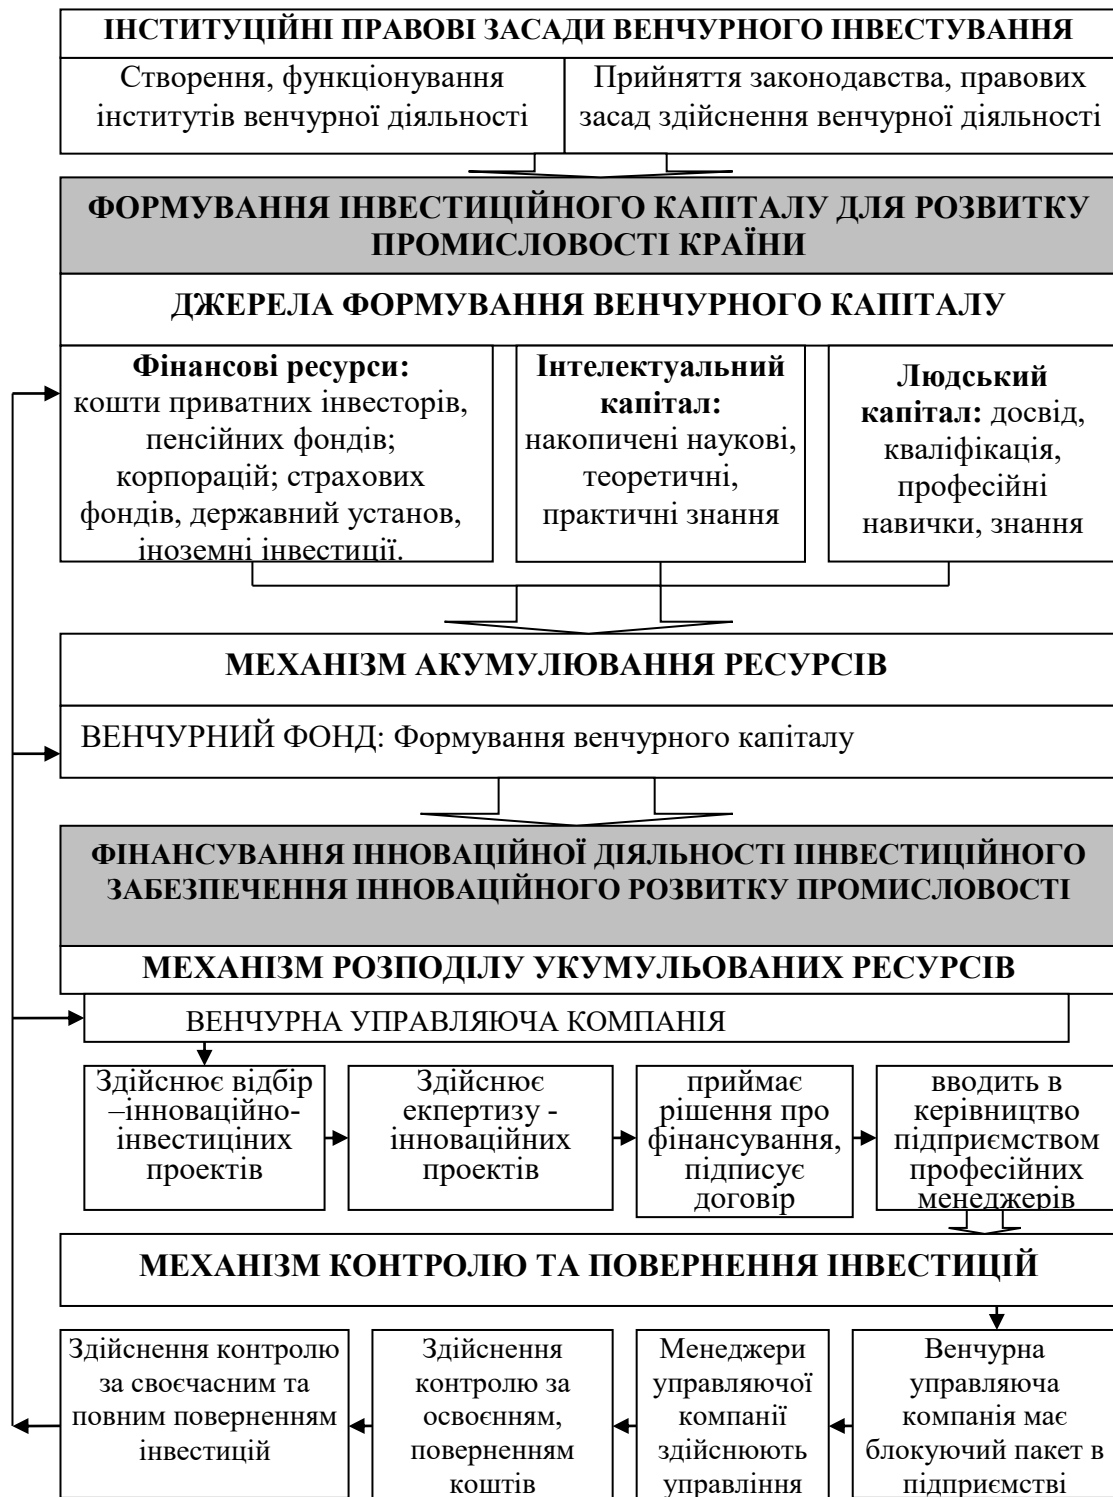 ІНСТИТУЦІЙНІ ПРАВОВІ ЗАСАДИ ВЕНЧУРНОГО ІНВЕСТУВАННЯ
Створення, функціонування
інститутів венчурної діяльності
Прийняття законодавства, правових
засад здійснення венчурної діяльності
ФОРМУВАННЯ ІНВЕСТИЦІЙНОГО КАПІТАЛУ ДЛЯ РОЗВИТКУ
ПРОМИСЛОВОСТІ КРАЇНИ
ДЖЕРЕЛА ФОРМУВАННЯ ВЕНЧУРНОГО КАПІТАЛУ
Фінансові ресурси:
кошти приватних інвесторів,
пенсійних фондів;
корпорацій; страхових
фондів, державний установ,
іноземні інвестиції.
Інтелектуальний
капітал:
накопичені наукові,
теоретичні,
практичні знання
Людський
капітал: досвід,
кваліфікація,
професійні
навички, знання
МЕХАНІЗМ АКУМУЛЮВАННЯ РЕСУРСІВ
ВЕНЧУРНИЙ ФОНД: Формування венчурного капіталу
ФІНАНСУВАННЯ ІННОВАЦІЙНОЇ ДІЯЛЬНОСТІ ІІНВЕСТИЦІЙНОГО
ЗАБЕЗПЕЧЕННЯ ІННОВАЦІЙНОГО РОЗВИТКУ ПРОМИСЛОВОСТІ
МЕХАНІЗМ РОЗПОДІЛУ УКУМУЛЬОВАНИХ РЕСУРСІВ
ВЕНЧУРНА УПРАВЛЯЮЧА КОМПАНІЯ
Здійснює відбір
–інноваційно-
інвестиціних
проектів
Здійснює
експертизу -
інноваційних
проектів
приймає
рішення про
фінансування,
підписує
договір
вводить в
керівництво
підприємством
професійних
менеджерів
МЕХАНІЗМ КОНТРОЛЮ ТА ПОВЕРНЕННЯ ІНВЕСТИЦІЙ
Здійснення контролю
за своєчасним та
повним поверненням
інвестицій
Здійснення
контролю за
освоєнням,
поверненням
коштів
Менеджери
управляючої
компанії
здійснюють
управління
Венчурна
управляюча
компанія має
блокуючий пакет в
підприємстві